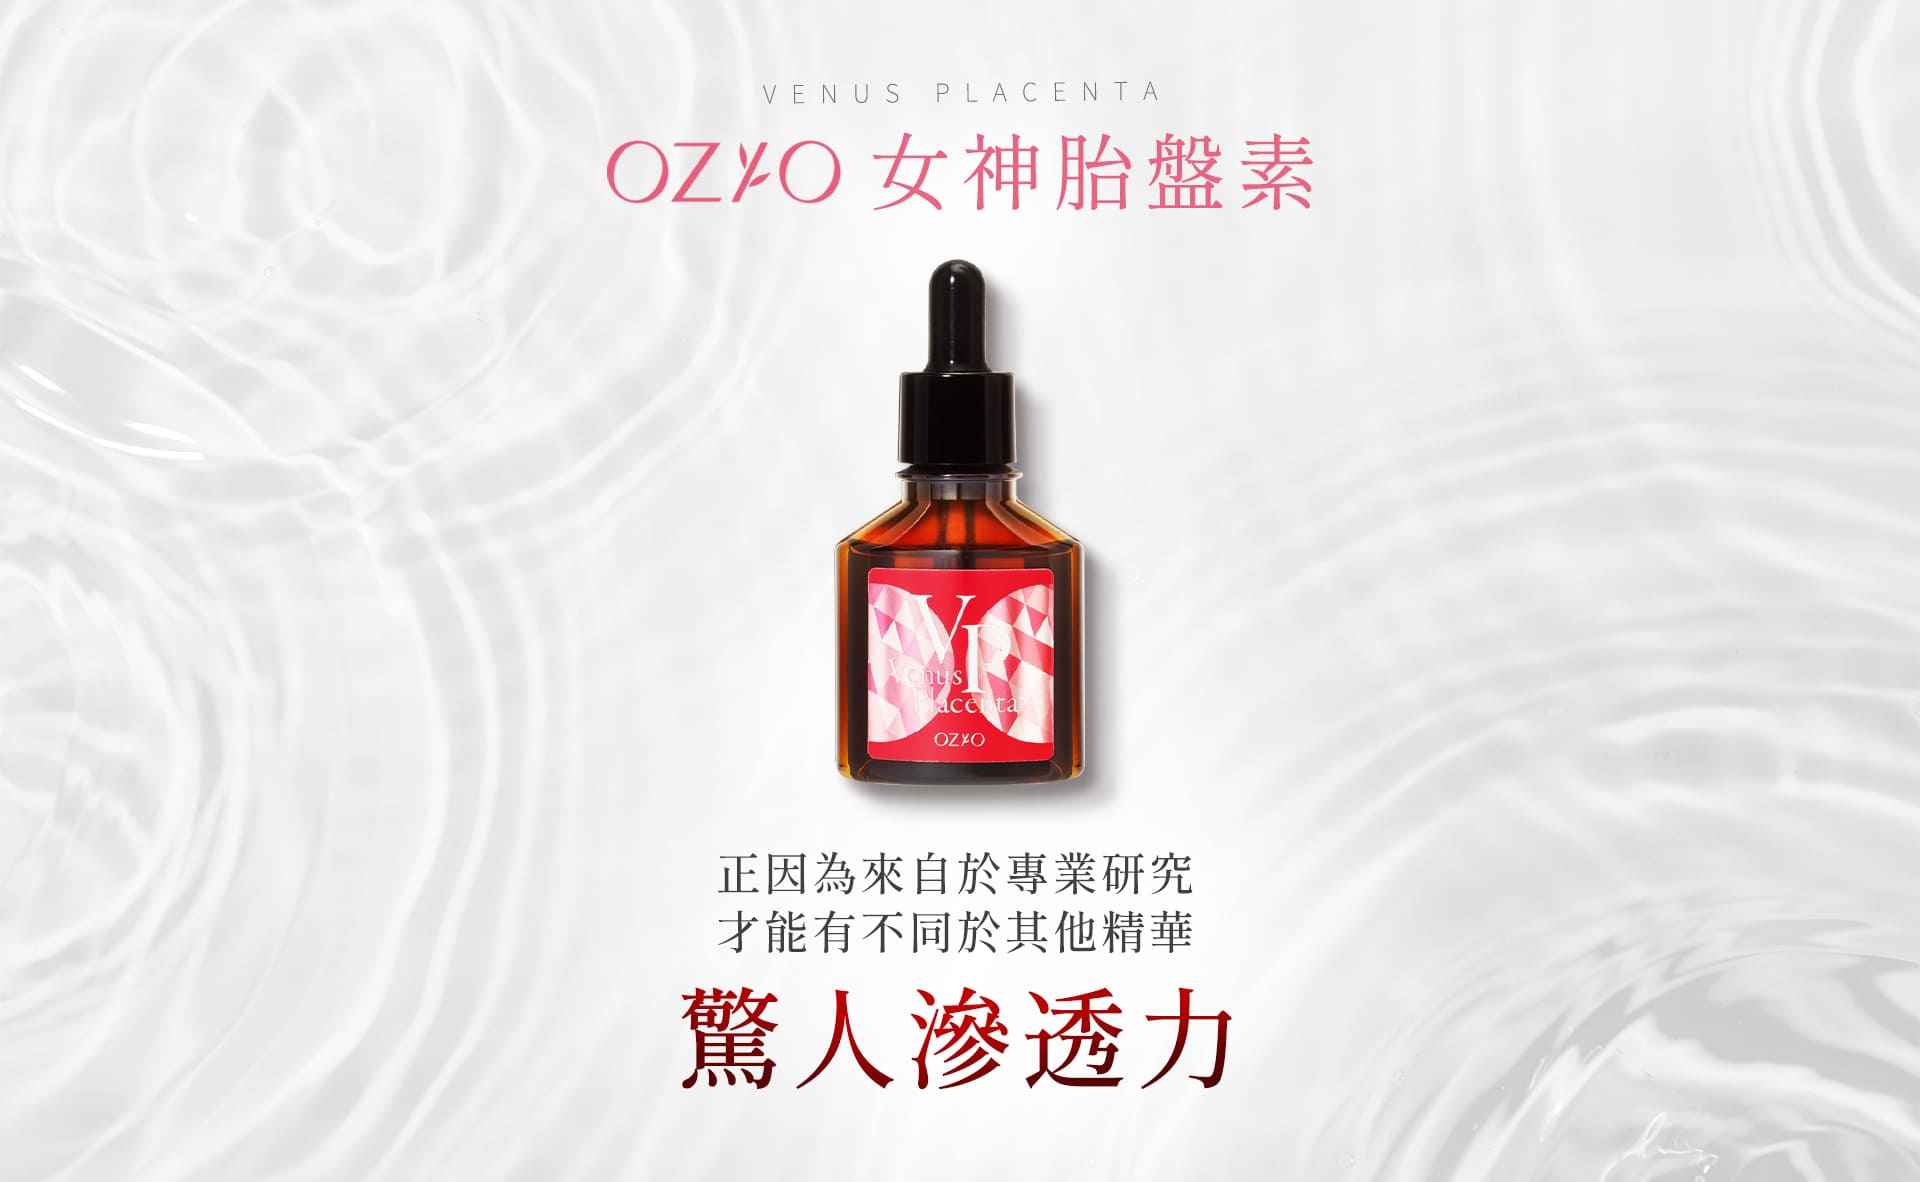 VENUS PLACENTA
OZIO 女神胎盤素
VP
Venus
Placenta
OZIO
正因為來自於專業研究
才能有不同於其他精華
驚人滲透力